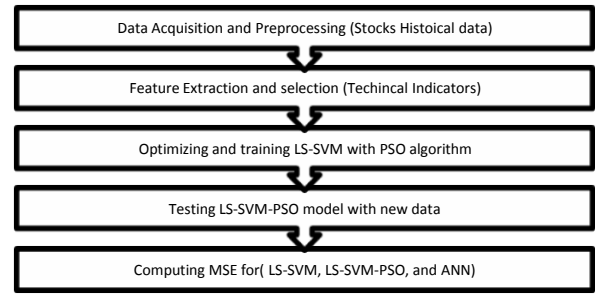 Data Acquisition and Preprocessing (Stocks Histoical data)
Feature Extraction and selection (Techincal Indicators)
Optimizing and training LS-SVM with PSO algorithm
Testing LS-SVM-PSO model with new data
Computing MSE for( LS-SVM, LS-SVM-PSO, and ANN)